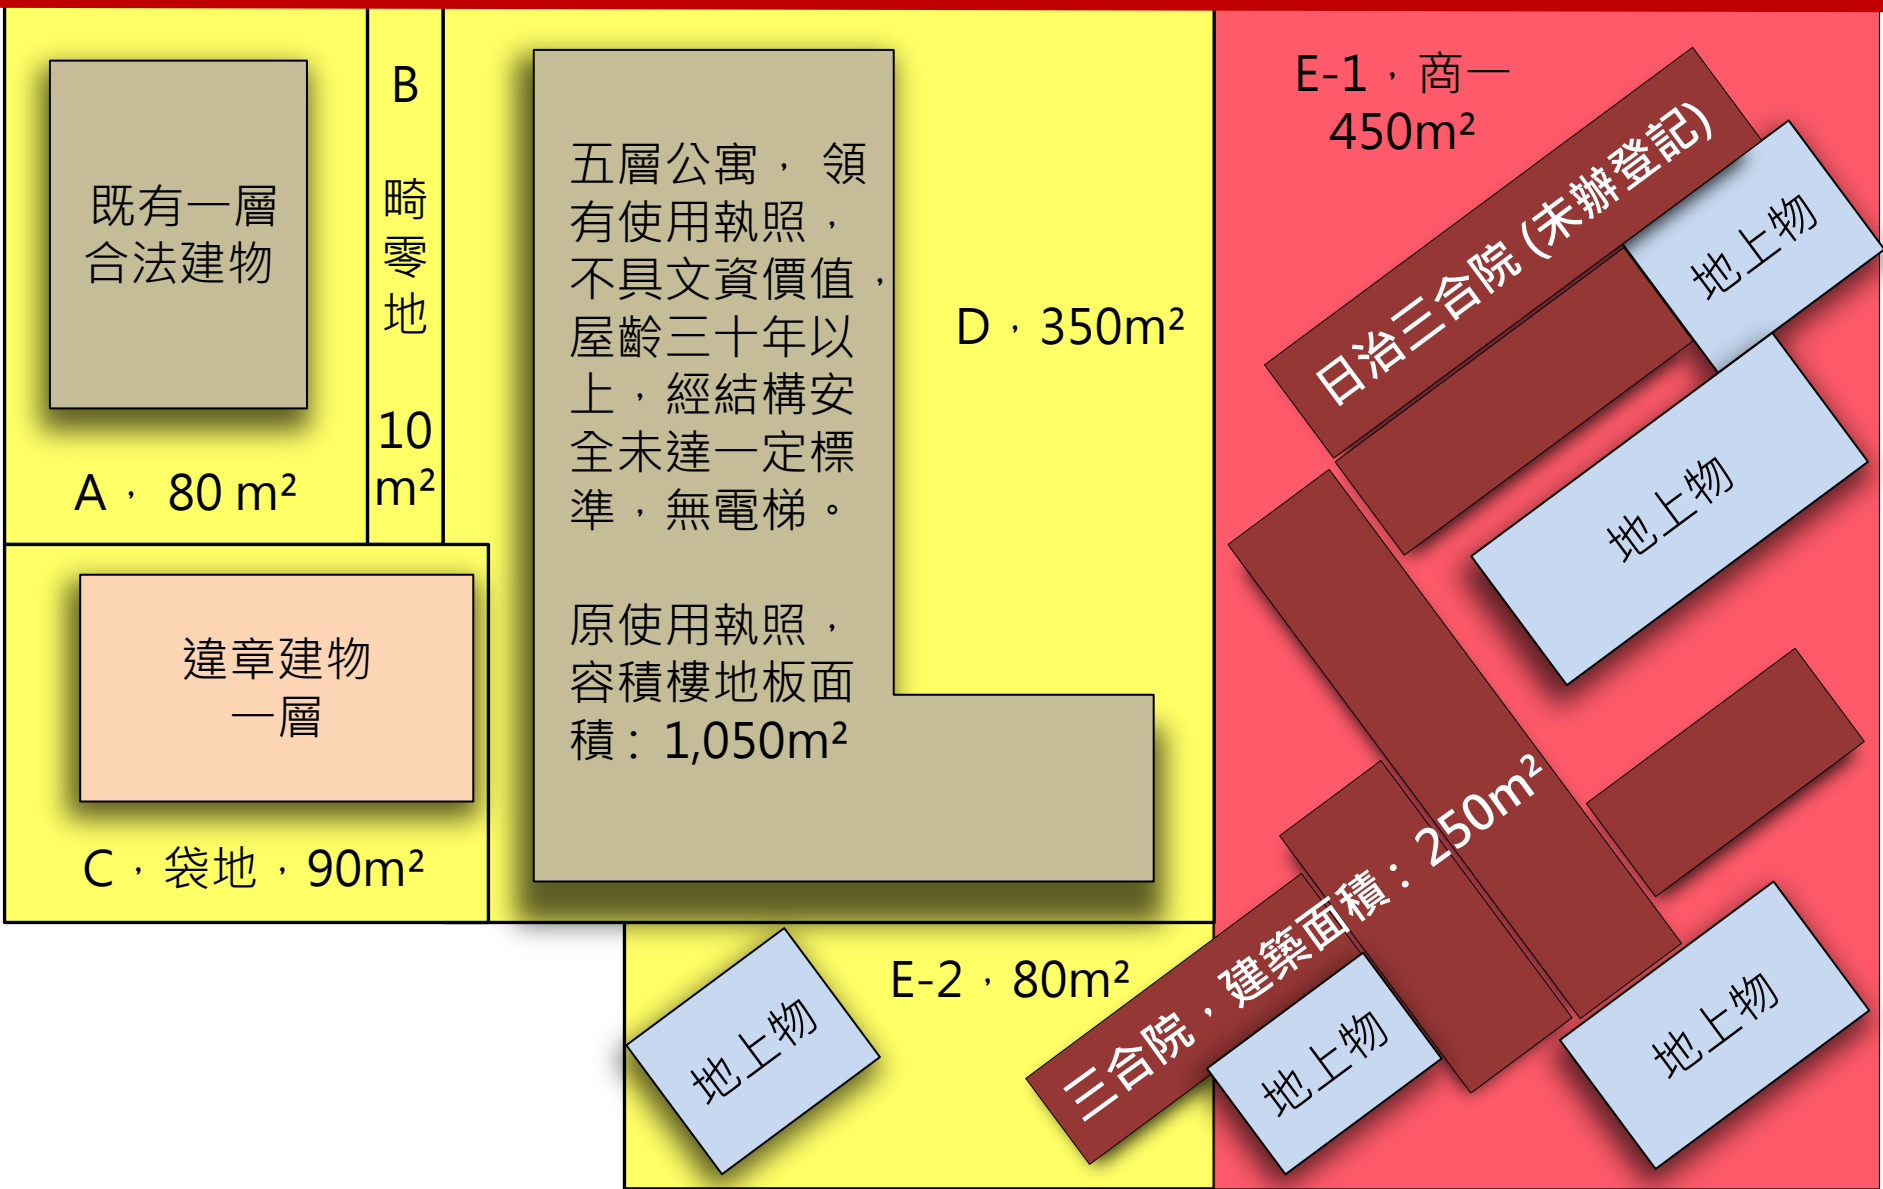 既有一層
合法建物
A， 80 m²
B
畸
零
地
10
m²
違章建物
一層
C，袋地，90m²
五層公寓， 領
有使用執照，
不具文資價值，
屋齡三十年以
上，經結構安
全未達一定標
準，無電梯。
原使用執照，
容積樓地板面
積：1,050m²
D，350m²
E-1，商一
450m²
日治三合院 (未辦登記)
地上物
地上物
三合院，建築面積：250m²
E-2，80m²
地上物
地上物
地上物